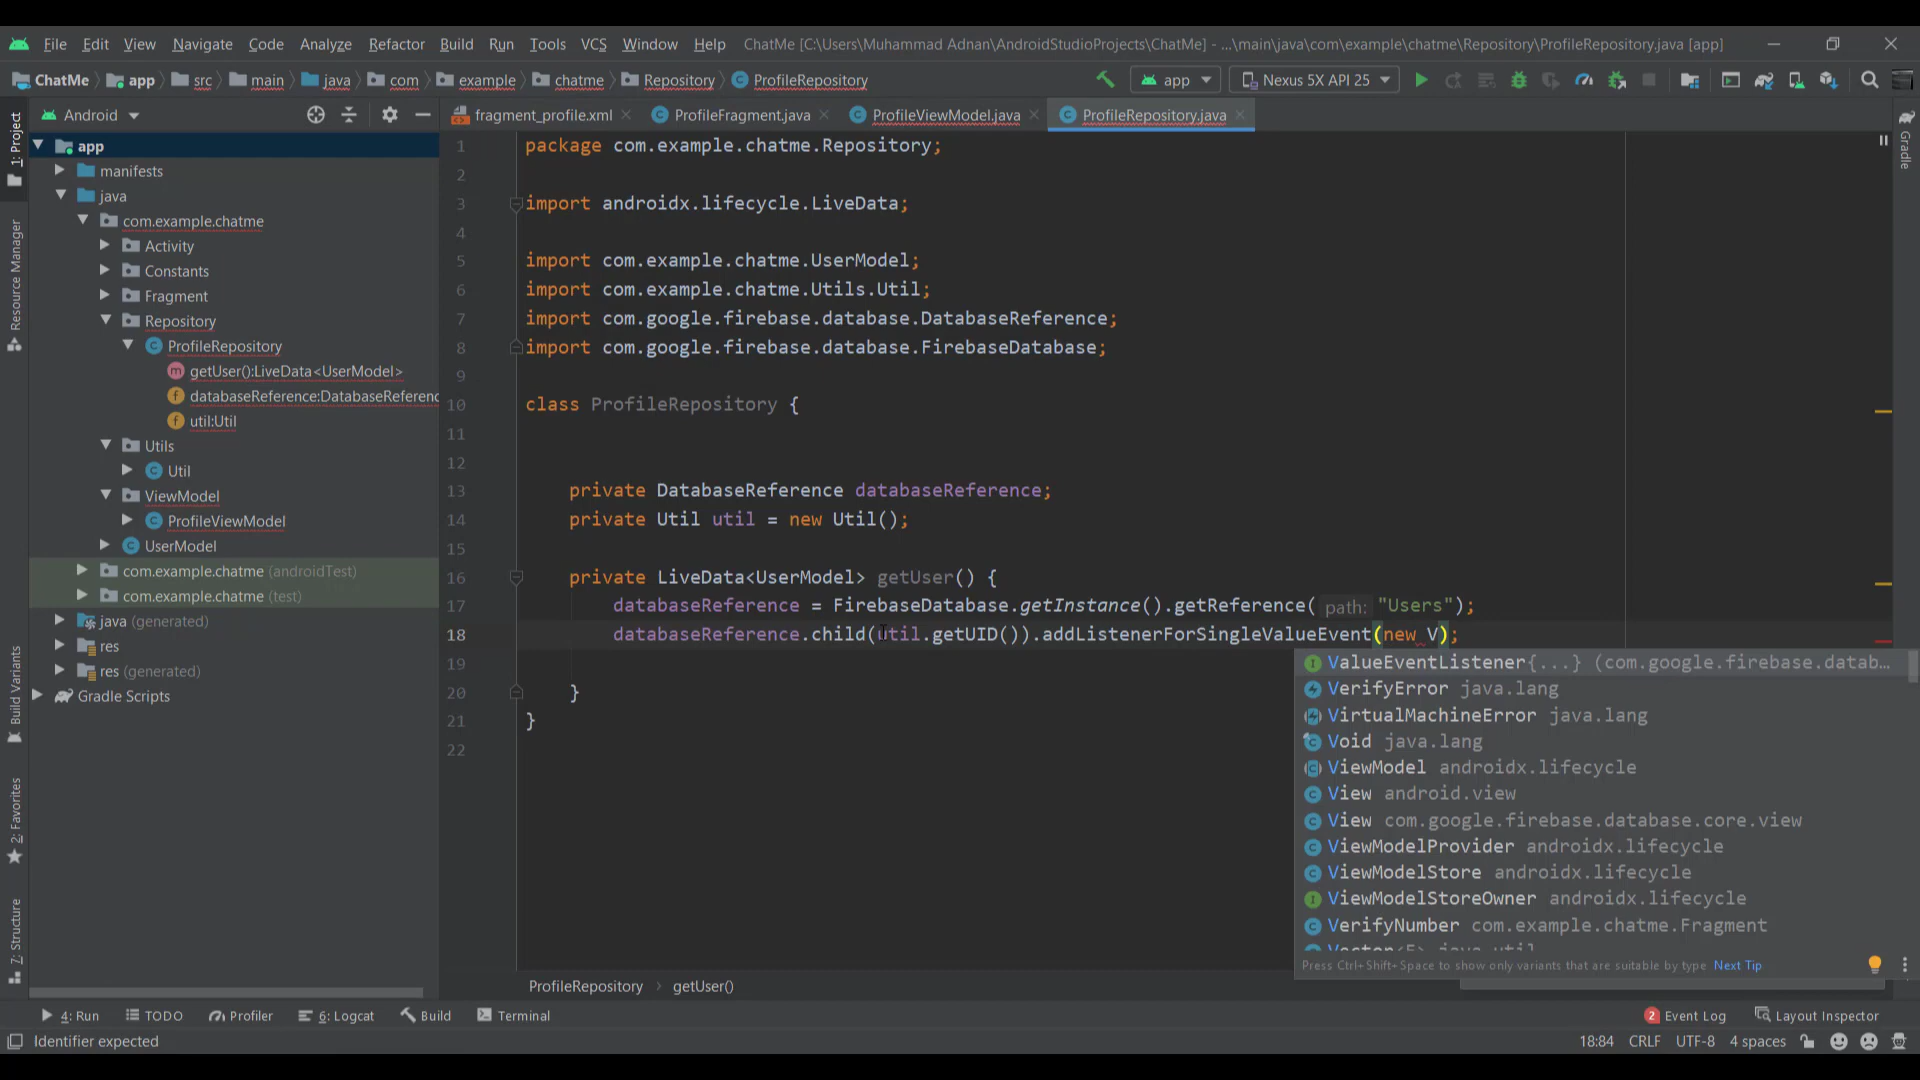 File Edit View Navigate Code Analyze Refactor Build Run Tools VCS Window Help ChatMe [C:\Users\Muhammad Adnan\AndroidStudioProjects\ChatMe] - ...\main\java\com\example\chatme\Repository\ProfileRepository.java [app]
ChatMe app src main java com example chatme Repository ProfileRepository app Nexus 5X API 25
Android fragment_profile.xml ProfileFragment.java ProfileViewModel.java ProfileRepository.java
1: Project
Resource Manager
Build Variants
2: Favorites
7: Structure
Gradle
app
manifests
java
com.example.chatme
Activity
Constants
Fragment
Repository
ProfileRepository
getUser():LiveData<UserModel>
databaseReference:DatabaseReferenc
util:Util
Utils
Util
ViewModel
ProfileViewModel
UserModel
com.example.chatme (androidTest)
com.example.chatme (test)
java (generated)
res
res (generated)
Gradle Scripts
1 package com.example.chatme.Repository;
2
3 import androidx.lifecycle.LiveData;
4
5 import com.example.chatme.UserModel;
6 import com.example.chatme.Utils.Util;
7 import com.google.firebase.database.DatabaseReference;
8 import com.google.firebase.database.FirebaseDatabase;
9
10 class ProfileRepository {
11
12
13 private DatabaseReference databaseReference;
14 private Util util = new Util();
15
16 private LiveData<UserModel> getUser() {
17 databaseReference = FirebaseDatabase.getInstance().getReference( path: "Users");
18 databaseReference.child(util.getUID()).addListenerForSingleValueEvent(new V);
19
20 }
21 }
22
ValueEventListener{...} (com.google.firebase.datab...
VerifyError java.lang
VirtualMachineError java.lang
Void java.lang
ViewModel androidx.lifecycle
View android.view
View com.google.firebase.database.core.view
ViewModelProvider androidx.lifecycle
ViewModelStore androidx.lifecycle
ViewModelStoreOwner androidx.lifecycle
VerifyNumber com.example.chatme.Fragment
Vector<E> java.util
Press Ctrl+Shift+Space to show only variants that are suitable by type Next Tip
ProfileRepository › getUser()
4: Run TODO Profiler 6: Logcat Build Terminal 2 Event Log Layout Inspector
Identifier expected 18:84 CRLF UTF-8 4 spaces